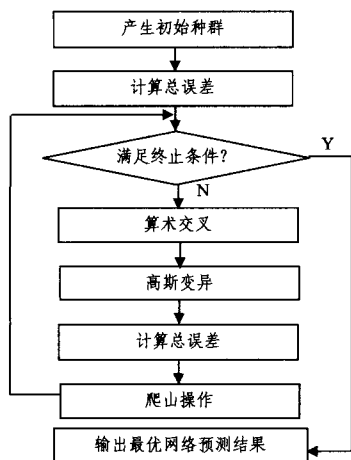 产生初始种群
计算总误差
满足终止条件?
Y
N
算术交叉
高斯变异
计算总误差
爬山操作
输出最优网络预测结果